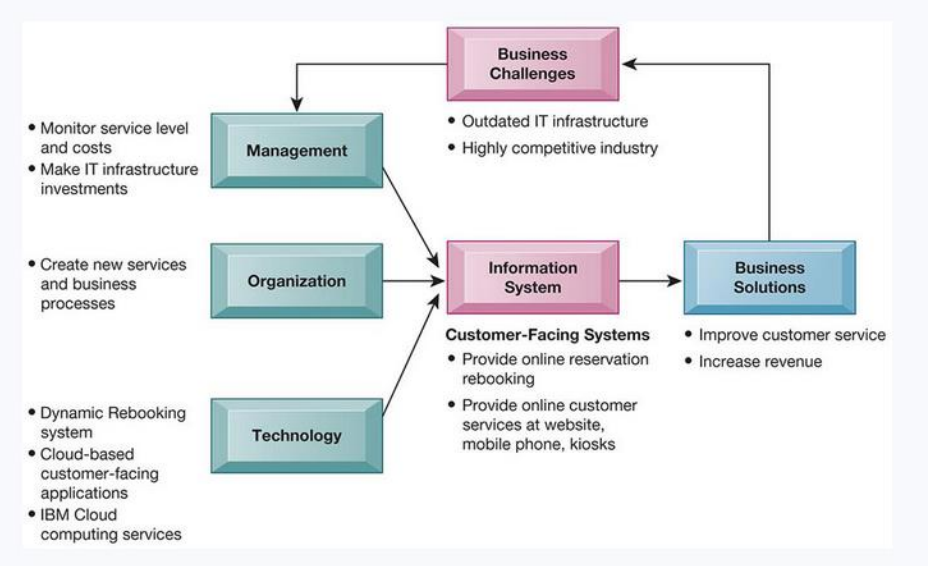 Business
Challenges
• Outdated IT infrastructure
• Highly competitive industry
• Monitor service level
and costs
• Make IT infrastructure
investments
Management
• Create new services
and business
processes
Organization
• Dynamic Rebooking
system
• Cloud-based
customer-facing
applications
• IBM Cloud
computing services
Technology
Information
System
Customer-Facing Systems
• Provide online reservation
rebooking
• Provide online customer
services at website,
mobile phone, kiosks
Business
Solutions
• Improve customer service
• Increase revenue